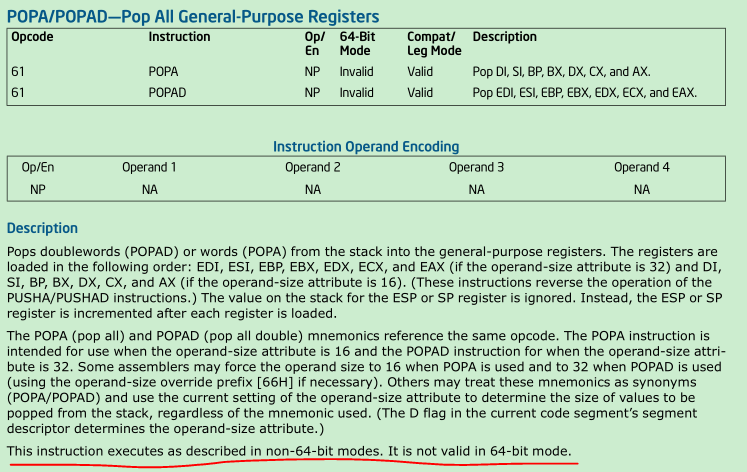 POPA/POPAD—Pop All General-Purpose Registers
Opcode Instruction Op/ En 64-Bit Mode Compat/ Leg Mode Description
61 POPA NP Invalid Valid Pop DI, SI, BP, BX, DX, CX, and AX.
61 POPAD NP Invalid Valid Pop EDI, ESI, EBP, EBX, EDX, ECX, and EAX.
Instruction Operand Encoding
Op/En Operand 1 Operand 2 Operand 3 Operand 4
NP NA NA NA NA
Description
Pops doublewords (POPAD) or words (POPA) from the stack into the general-purpose registers. The registers are
loaded in the following order: EDI, ESI, EBP, EBX, EDX, ECX, and EAX (if the operand-size attribute is 32) and DI,
SI, BP, BX, DX, CX, and AX (if the operand-size attribute is 16). (These instructions reverse the operation of the
PUSHA/PUSHAD instructions.) The value on the stack for the ESP or SP register is ignored. Instead, the ESP or SP
register is incremented after each register is loaded.
The POPA (pop all) and POPAD (pop all double) mnemonics reference the same opcode. The POPA instruction is
intended for use when the operand-size attribute is 16 and the POPAD instruction for when the operand-size attri-
bute is 32. Some assemblers may force the operand size to 16 when POPA is used and to 32 when POPAD is used
(using the operand-size override prefix [66H] if necessary). Others may treat these mnemonics as synonyms
(POPA/POPAD) and use the current setting of the operand-size attribute to determine the size of values to be
popped from the stack, regardless of the mnemonic used. (The D flag in the current code segment's segment
descriptor determines the operand-size attribute.)
This instruction executes as described in non-64-bit modes. It is not valid in 64-bit mode.